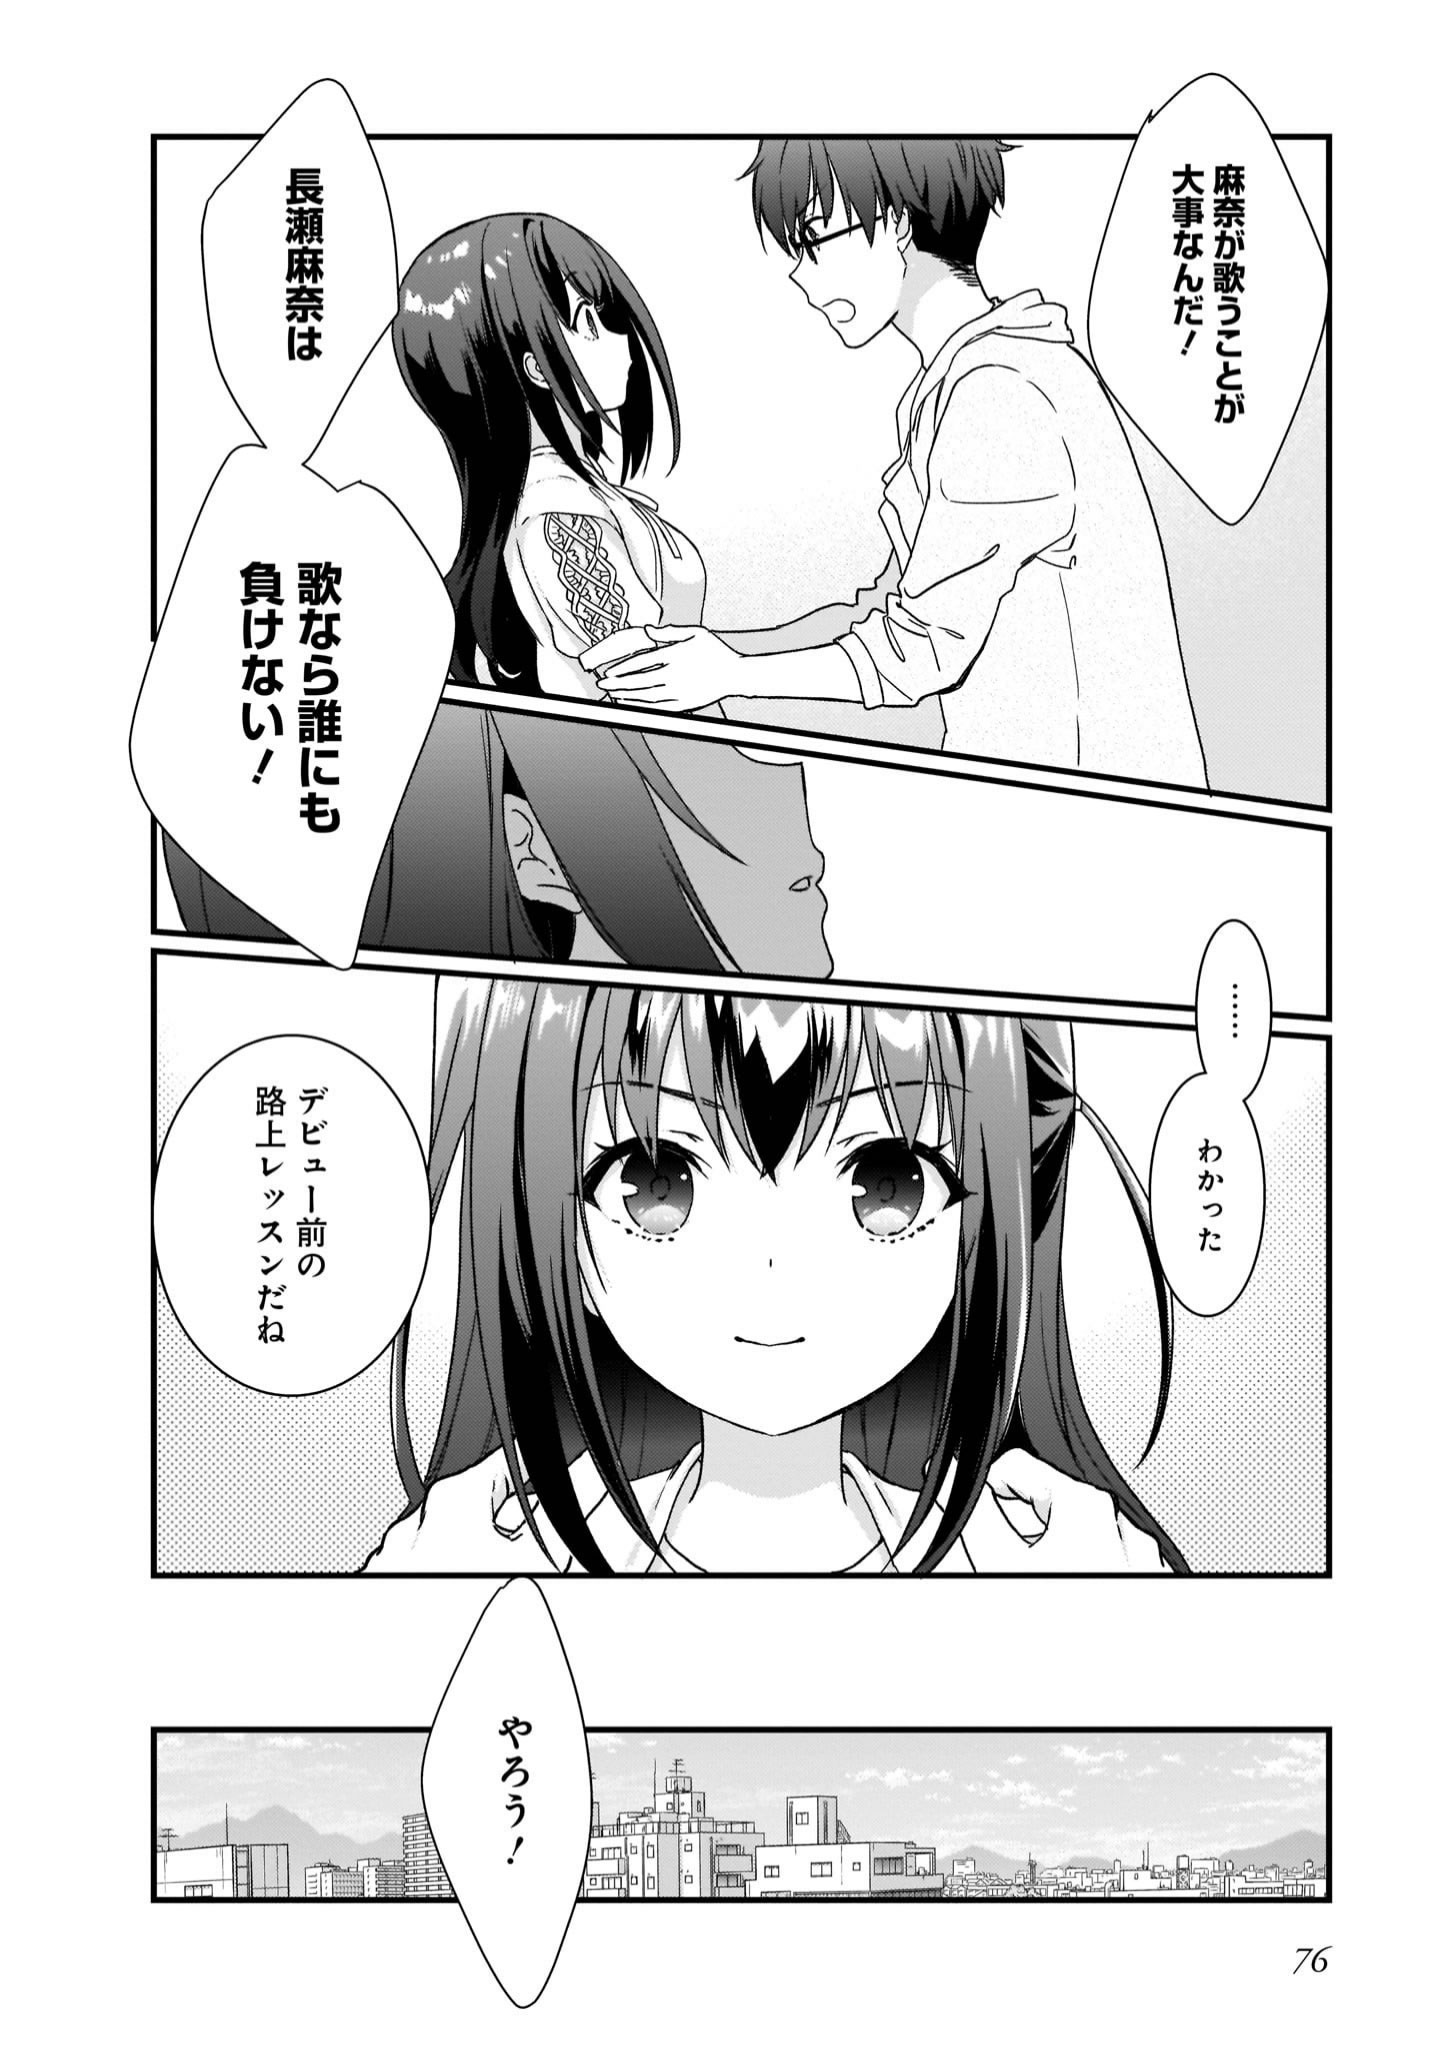 麻奈が歌うことが
大事なんだ!
長瀬麻奈は
歌なら誰にも
負けない!
……
わかった
デビュー前の
路上レッスンだね
やろう!
76